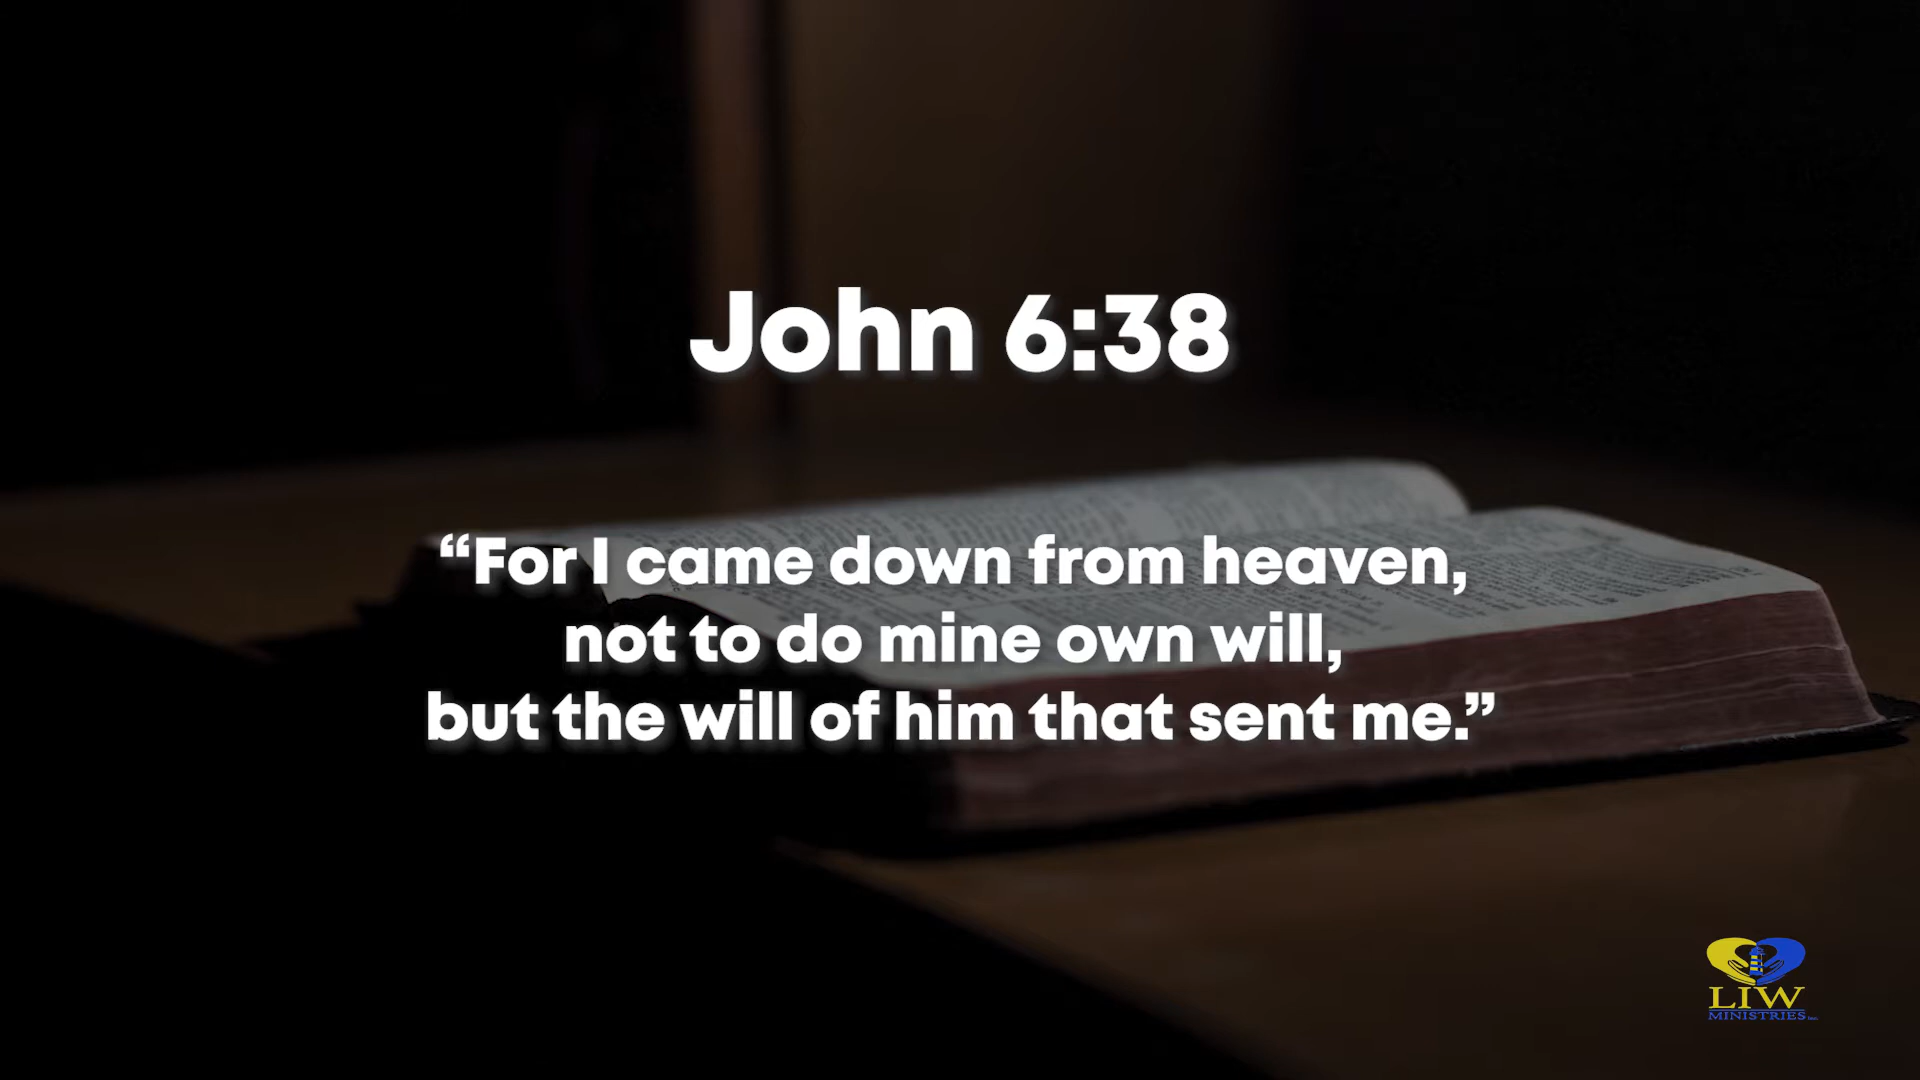 John 6:38
“For I came down from heaven,
not to do mine own will,
but the will of him that sent me.”
LIW
MINISTRIES